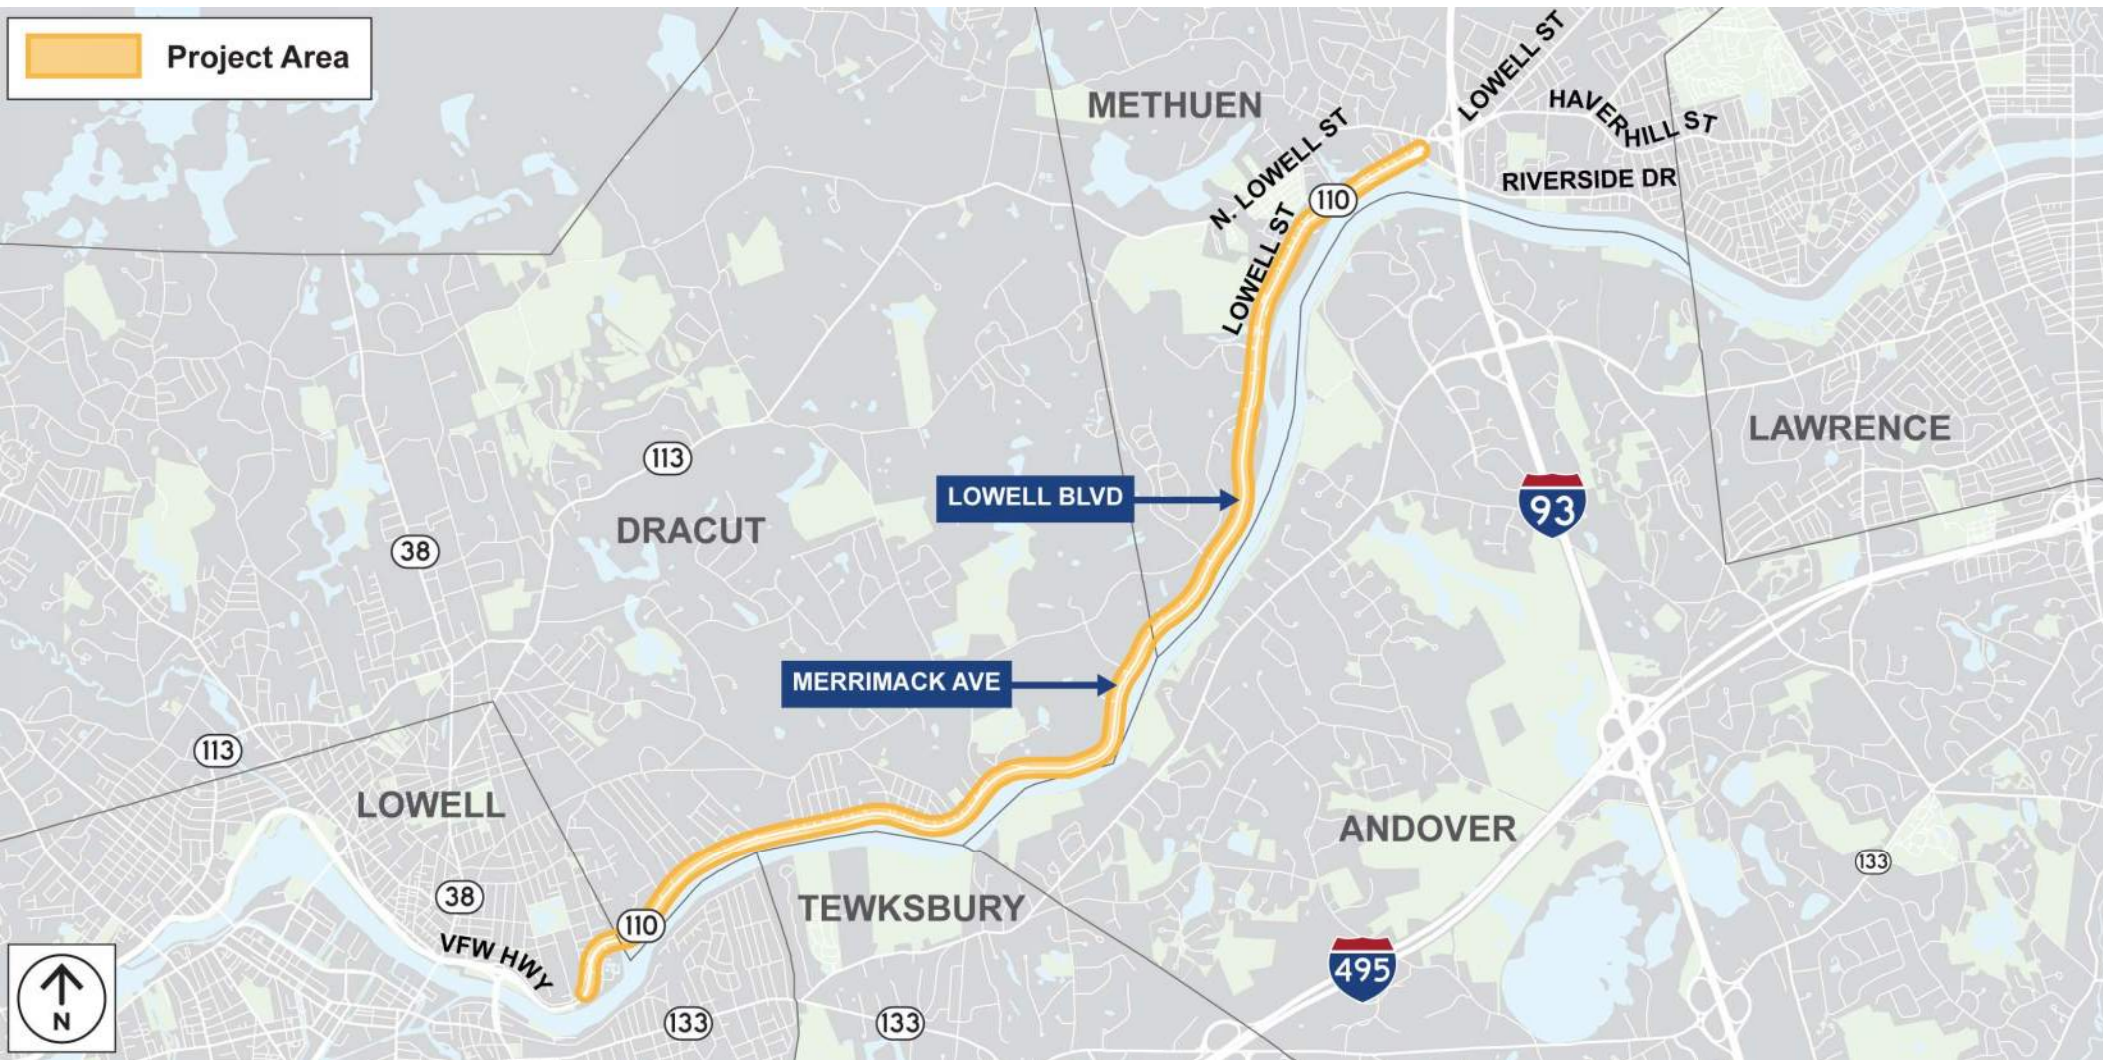 Project Area
METHUEN
LOWELL ST
HAVERHILL ST
N. LOWELL ST
110
RIVERSIDE DR
LOWELL ST
LAWRENCE
113
LOWELL BLVD
93
DRACUT
38
MERRIMACK AVE
113
LOWELL
ANDOVER
133
38
TEWKSBURY
110
VFW HWY
495
133
133
N